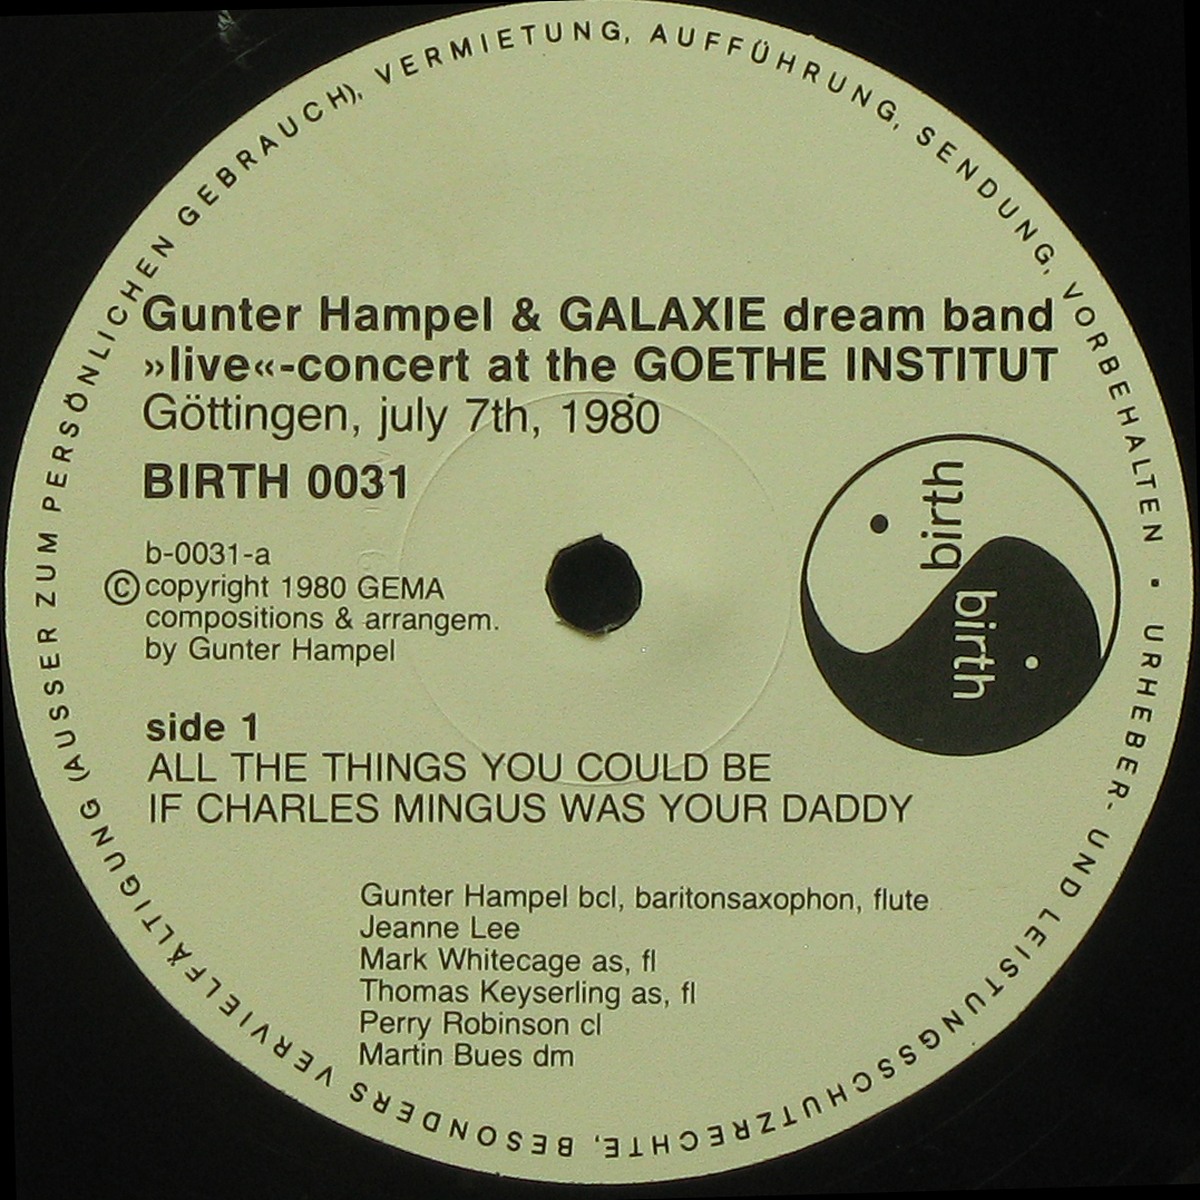 Gunter Hampel & GALAXIE dream band
»live«-concert at the GOETHE INSTITUT
Göttingen, july 7th, 1980
BIRTH 0031
b-0031-a
© copyright 1980 GEMA
compositions & arrangem.
by Gunter Hampel
birth
birth
side 1
ALL THE THINGS YOU COULD BE
IF CHARLES MINGUS WAS YOUR DADDY
Gunter Hampel bcl, baritonsaxophon, flute
Jeanne Lee
Mark Whitecage as, fl
Thomas Keyserling as, fl
Perry Robinson cl
Martin Bues dm
URHEBER- UND LEISTUNGSSCHUTZRECHTE, BESONDERS VERVIELFÄLTIGUNG (AUSSER ZUM PERSÖNLICHEN GEBRAUCH), VERMIETUNG, AUFFÜHRUNG, SENDUNG, VORBEHALTEN •